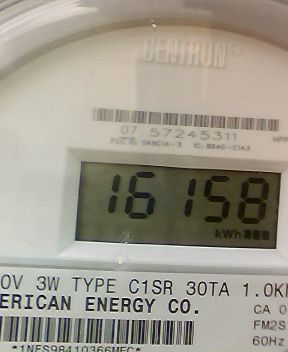 CENTRON®
07 57245311
16158
kWh
0V 3W TYPE C1SR 30TA 1.0K
ERICAN ENERGY CO.
CA 0
FM2S
60Hz